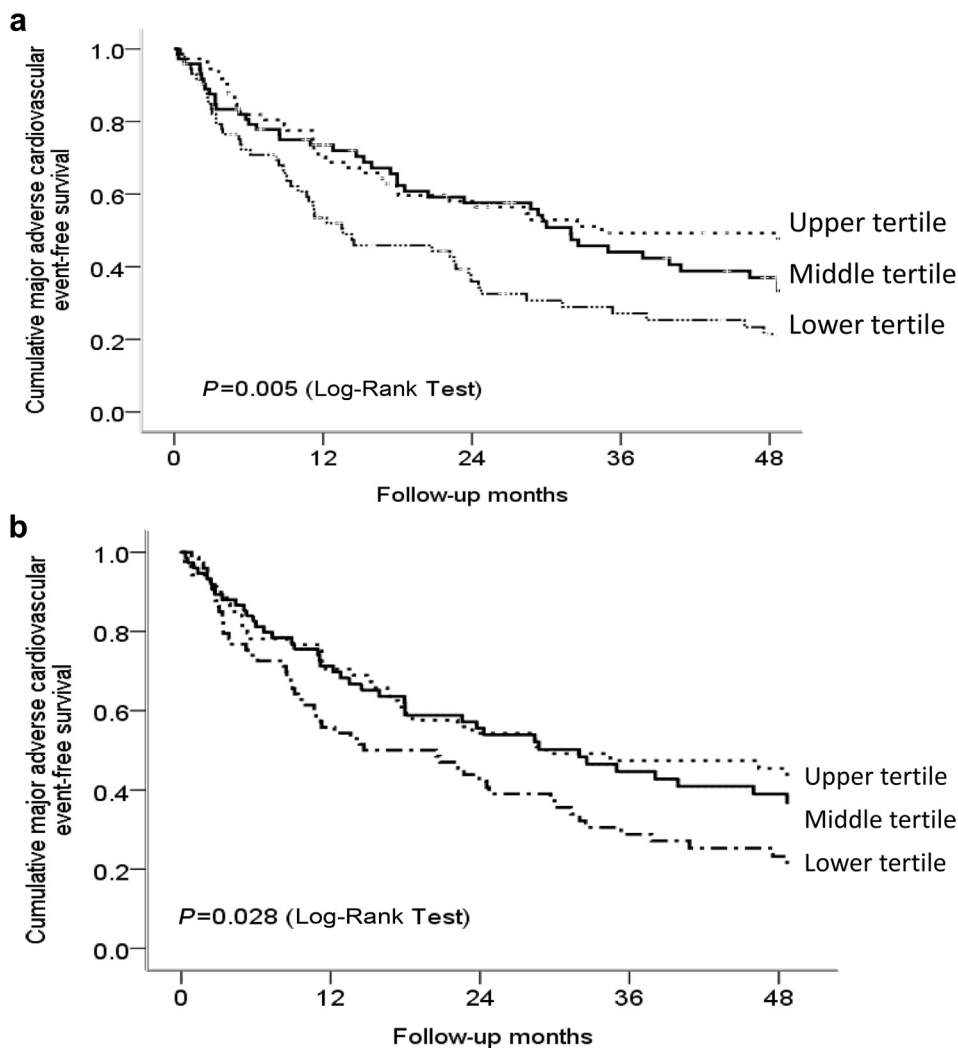 a
Cumulative major adverse cardiovascular
event-free survival
1.0
0.8
0.6
0.4
0.2
0.0
Upper tertile
Middle tertile
Lower tertile
P=0.005 (Log-Rank Test)
0 12 24 36 48
Follow-up months
b
Cumulative major adverse cardiovascular
event-free survival
1.0
0.8
0.6
0.4
0.2
0.0
Upper tertile
Middle tertile
Lower tertile
P=0.028 (Log-Rank Test)
0 12 24 36 48
Follow-up months